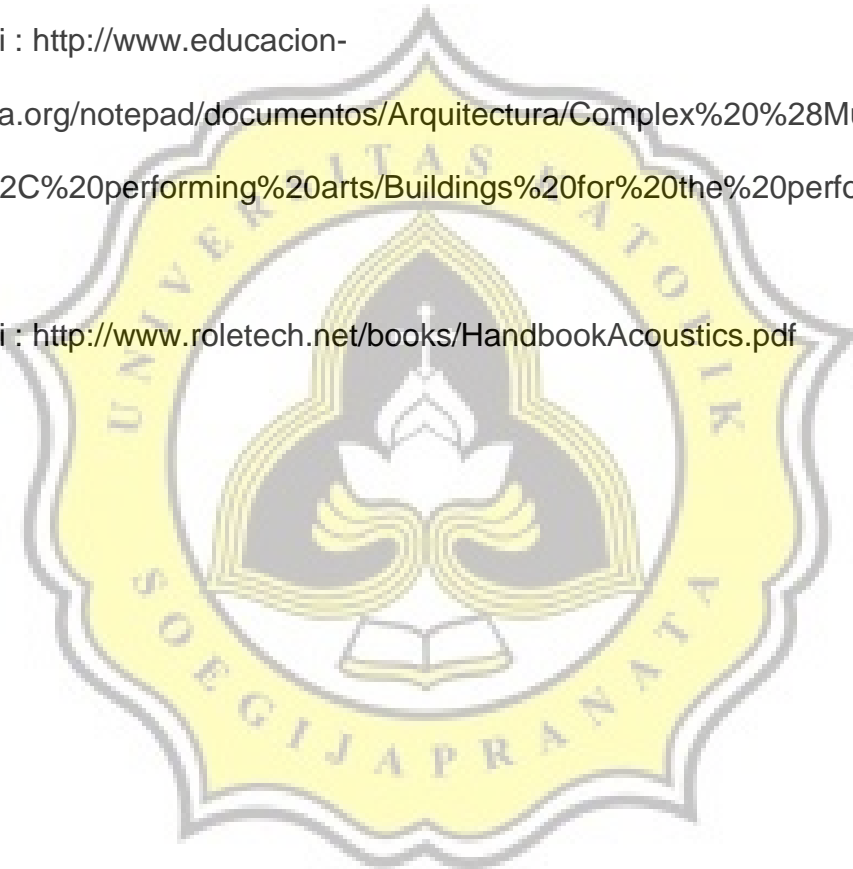 i : http://www.educacion-
a.org/notepad/documentos/Arquitectura/Complex%20%28Mu
2C%20performing%20arts/Buildings%20for%20the%20perfo
i : http://www.roletech.net/books/HandbookAcoustics.pdf
UNIVERSITAS KATOLIK
SOEGIJAPRANATA